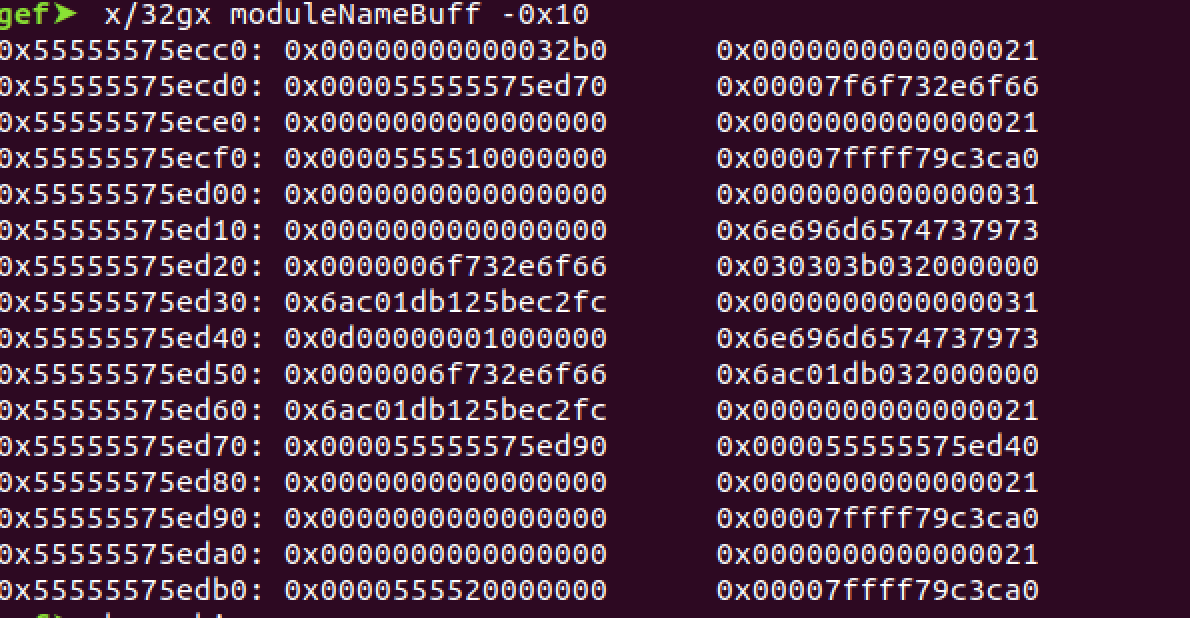 gef➤ x/32gx moduleNameBuff -0x10
0x55555575ecc0: 0x00000000000032b0 0x0000000000000021
0x55555575ecd0: 0x000055555575ed70 0x00007f6f732e6f66
0x55555575ece0: 0x0000000000000000 0x0000000000000021
0x55555575ecf0: 0x0000555510000000 0x00007ffff79c3ca0
0x55555575ed00: 0x0000000000000000 0x0000000000000031
0x55555575ed10: 0x0000000000000000 0x6e696d6574737973
0x55555575ed20: 0x0000006f732e6f66 0x030303b032000000
0x55555575ed30: 0x6ac01db125bec2fc 0x0000000000000031
0x55555575ed40: 0x0d00000001000000 0x6e696d6574737973
0x55555575ed50: 0x0000006f732e6f66 0x6ac01db032000000
0x55555575ed60: 0x6ac01db125bec2fc 0x0000000000000021
0x55555575ed70: 0x000055555575ed90 0x000055555575ed40
0x55555575ed80: 0x0000000000000000 0x0000000000000021
0x55555575ed90: 0x0000000000000000 0x00007ffff79c3ca0
0x55555575eda0: 0x0000000000000000 0x0000000000000021
0x55555575edb0: 0x0000555520000000 0x00007ffff79c3ca0